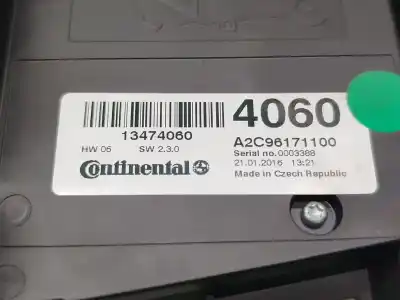 4060
13474060
A2C96171100
HW 06 SW 2.3.0
Serial no.0003388
21.01.2016 13:21
Continental
Made in Czech Republic